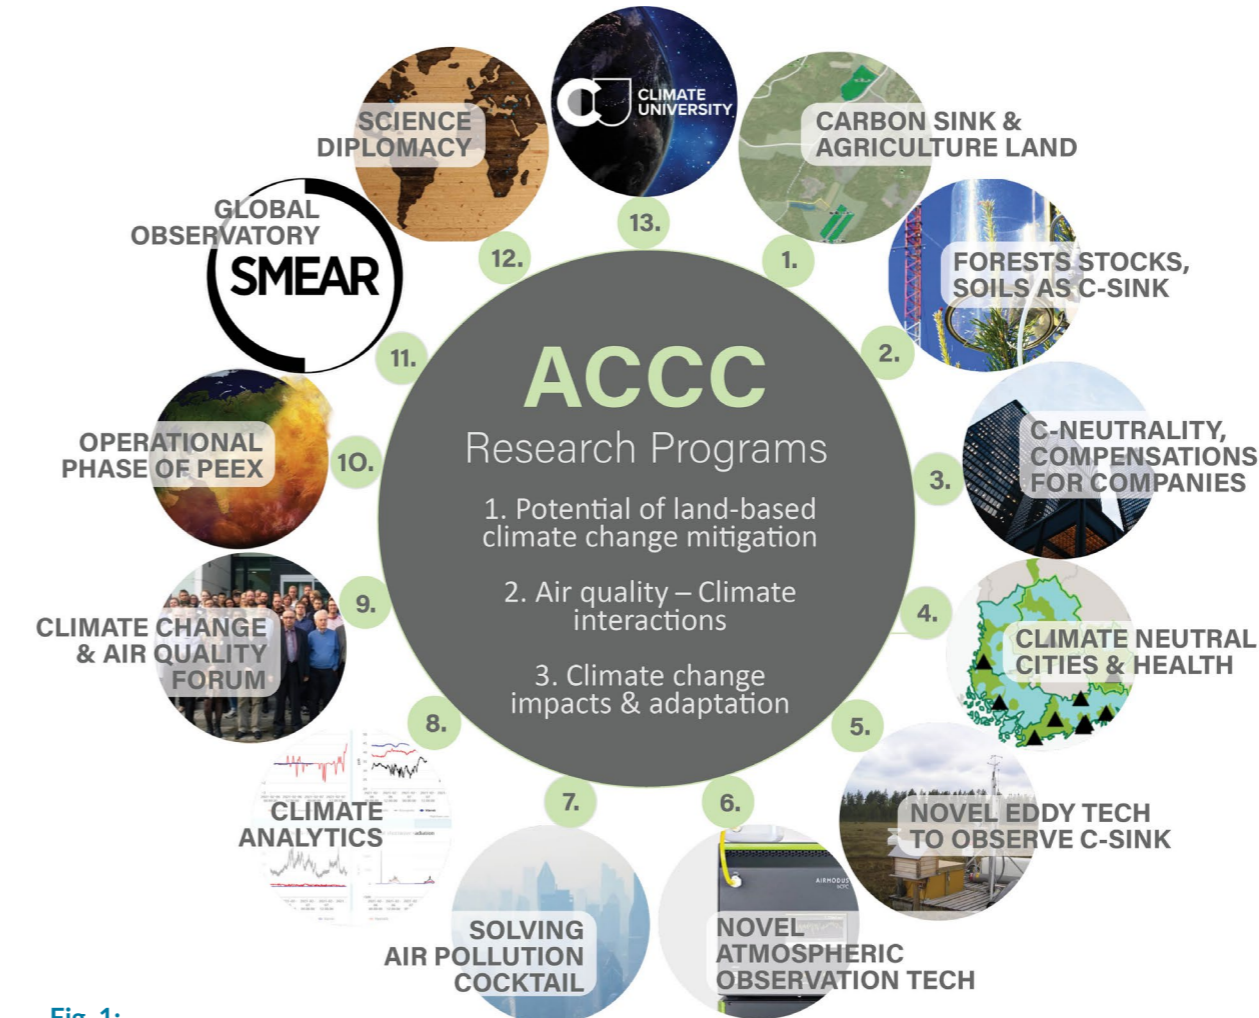 CLIMATE
UNIVERSITY
13.
CARBON SINK &
AGRICULTURE LAND
1.
FORESTS STOCKS,
SOILS AS C-SINK
2.
C-NEUTRALITY,
COMPENSATIONS
FOR COMPANIES
3.
CLIMATE NEUTRAL
CITIES & HEALTH
4.
NOVEL EDDY TECH
TO OBSERVE C-SINK
5.
AIRMODUS
NOVEL
ATMOSPHERIC
OBSERVATION TECH
6.
SOLVING
AIR POLLUTION
COCKTAIL
7.
CLIMATE
ANALYTICS
8.
CLIMATE CHANGE
& AIR QUALITY
FORUM
9.
OPERATIONAL
PHASE OF PEEX
10.
GLOBAL
OBSERVATORY
SMEAR
11.
SCIENCE
DIPLOMACY
12.
ACCC
Research Programs
1. Potential of land-based
climate change mitigation
2. Air quality – Climate
interactions
3. Climate change
impacts & adaptation
Fig. 1: